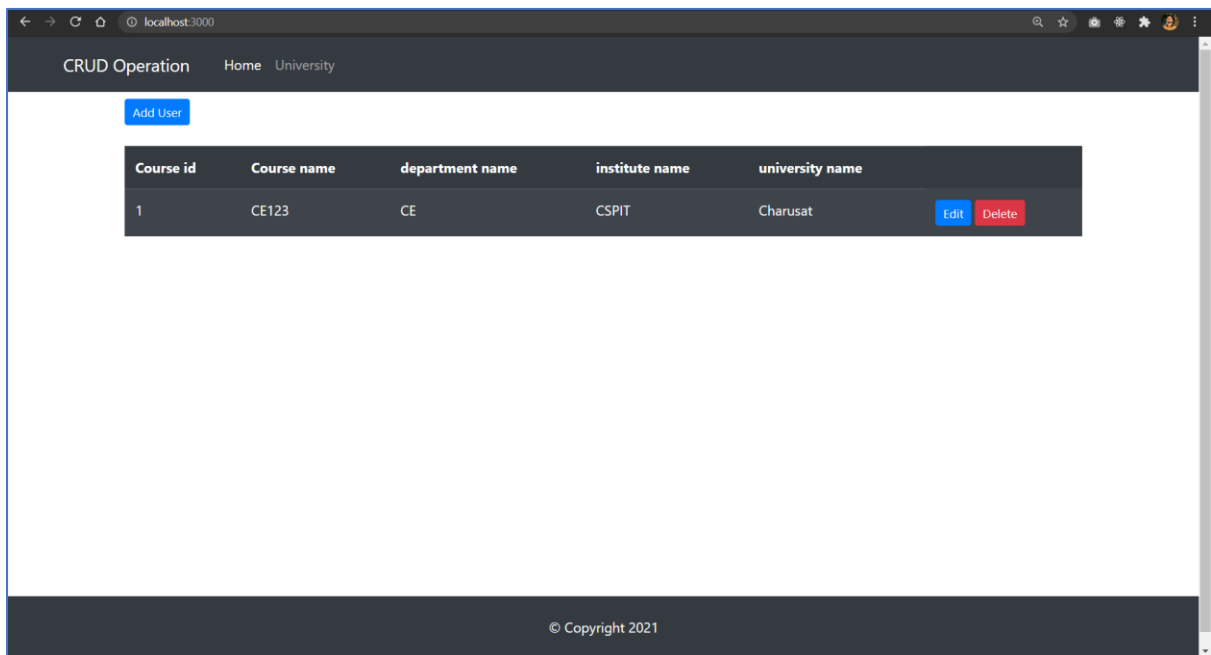 localhost:3000
CRUD Operation Home University
Add User
Course id Course name department name institute name university name
1 CE123 CE CSPIT Charusat Edit Delete
© Copyright 2021